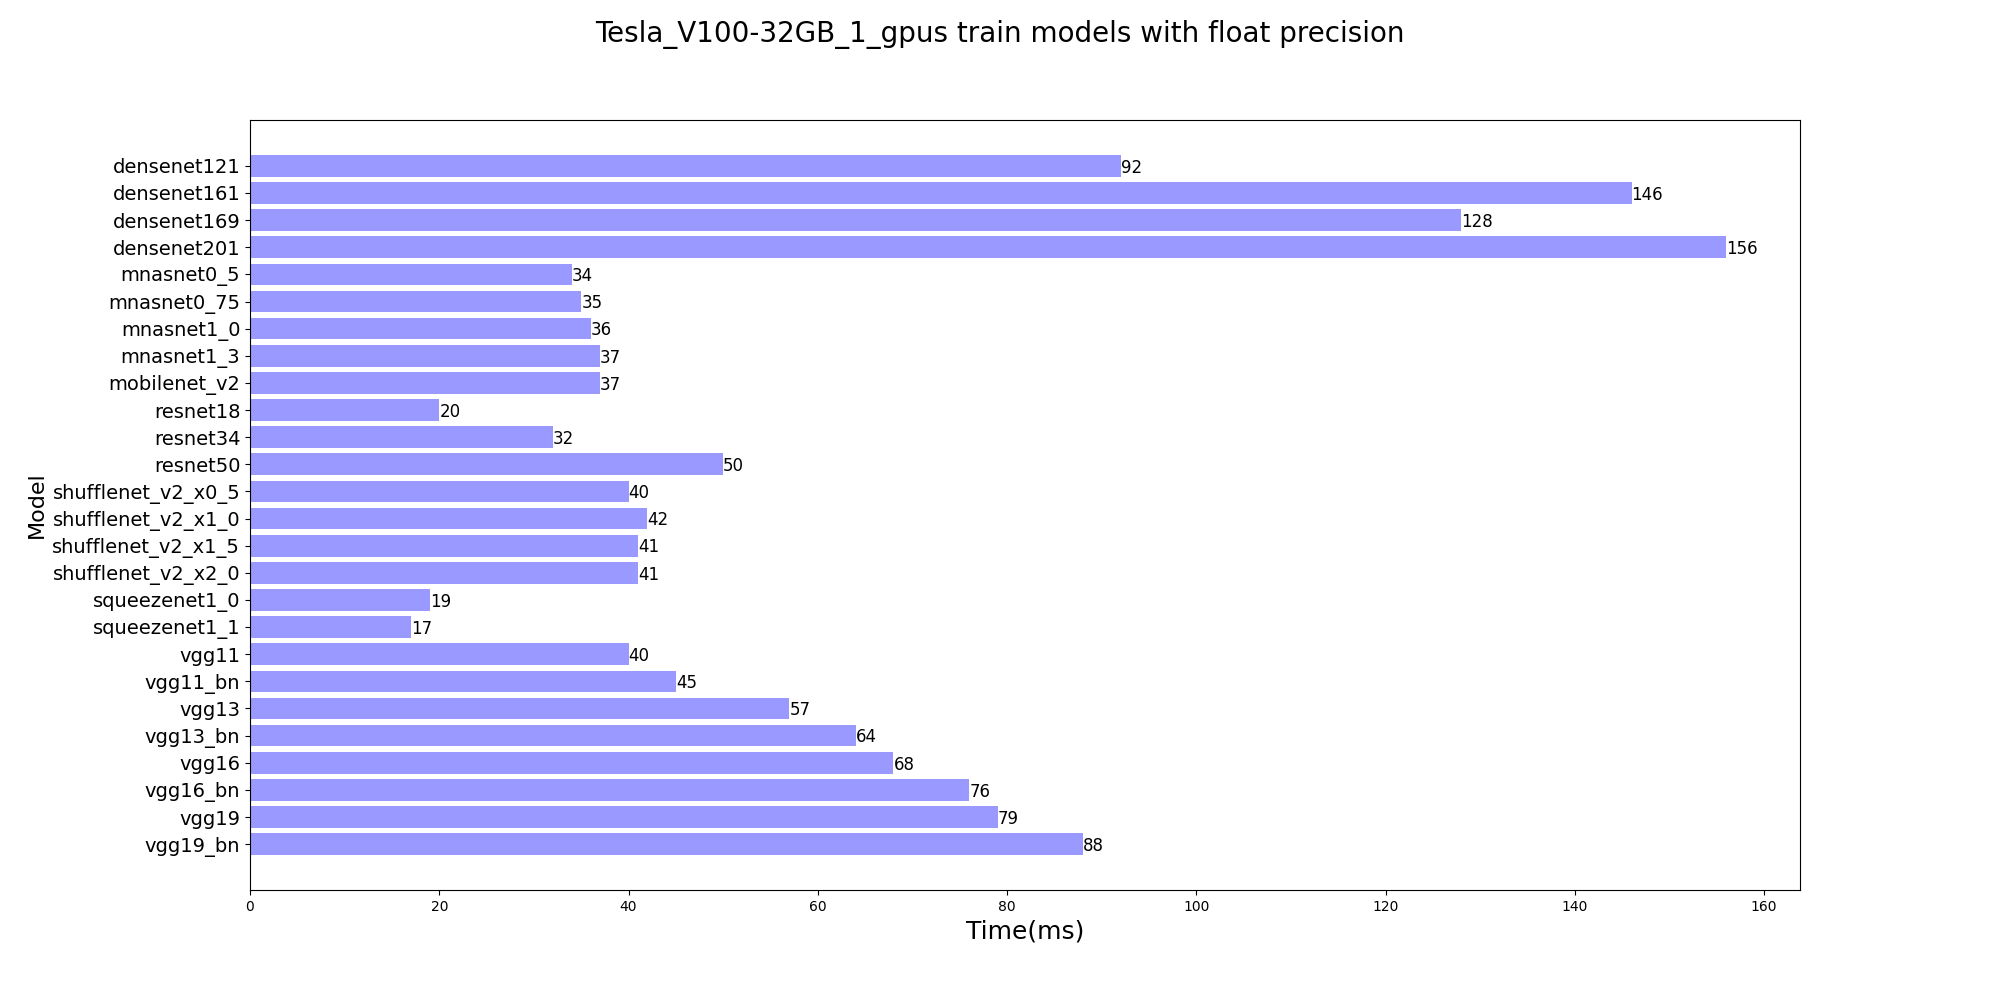 Tesla_V100-32GB_1_gpus train models with float precision
densenet121 92
densenet161 146
densenet169 128
densenet201 156
mnasnet0_5 34
mnasnet0_75 35
mnasnet1_0 36
mnasnet1_3 37
mobilenet_v2 37
resnet18 20
resnet34 32
resnet50 50
shufflenet_v2_x0_5 40
shufflenet_v2_x1_0 42
shufflenet_v2_x1_5 41
shufflenet_v2_x2_0 41
squeezenet1_0 19
squeezenet1_1 17
vgg11 40
vgg11_bn 45
vgg13 57
vgg13_bn 64
vgg16 68
vgg16_bn 76
vgg19 79
vgg19_bn 88
Model
0 20 40 60 80 100 120 140 160
Time(ms)